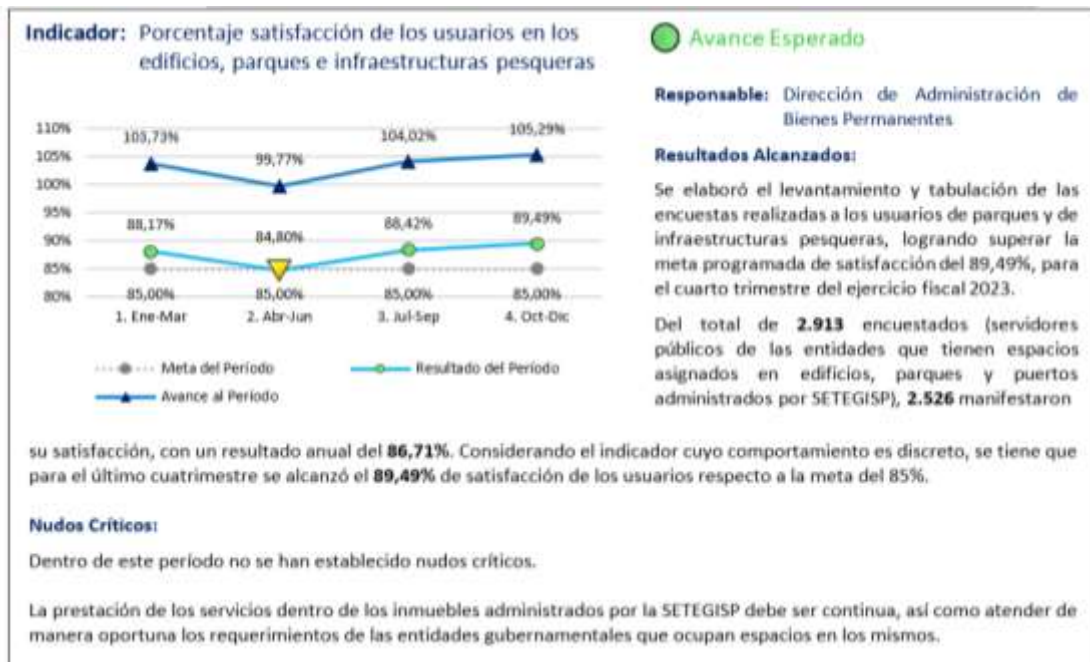 Indicador: Porcentaje satisfacción de los usuarios en los
edificios, parques e infraestructuras pesqueras
110%
105%
100%
95%
90%
85%
80%
103,73%
99,77%
104,02%
105,29%
88,17%
84,80%
88,42%
89,49%
85,00%
85,00%
85,00%
85,00%
1. Ene-Mar
2. Abr-Jun
3. Jul-Sep
4. Oct-Dic
Meta del Período
Resultado del Período
Avance al Período
Avance Esperado
Responsable: Dirección de Administración de
Bienes Permanentes
Resultados Alcanzados:
Se elaboró el levantamiento y tabulación de las
encuestas realizadas a los usuarios de parques y de
infraestructuras pesqueras, logrando superar la
meta programada de satisfacción del 89,49%, para
el cuarto trimestre del ejercicio fiscal 2023.
Del total de 2.913 encuestados (servidores
públicos de las entidades que tienen espacios
asignados en edificios, parques y puertos
administrados por SETEGISP), 2.526 manifestaron
su satisfacción, con un resultado anual del 86,71%. Considerando el indicador cuyo comportamiento es discreto, se tiene que
para el último cuatrimestre se alcanzó el 89,49% de satisfacción de los usuarios respecto a la meta del 85%.
Nudos Críticos:
Dentro de este período no se han establecido nudos críticos.
La prestación de los servicios dentro de los inmuebles administrados por la SETEGISP debe ser continua, así como atender de
manera oportuna los requerimientos de las entidades gubernamentales que ocupan espacios en los mismos.